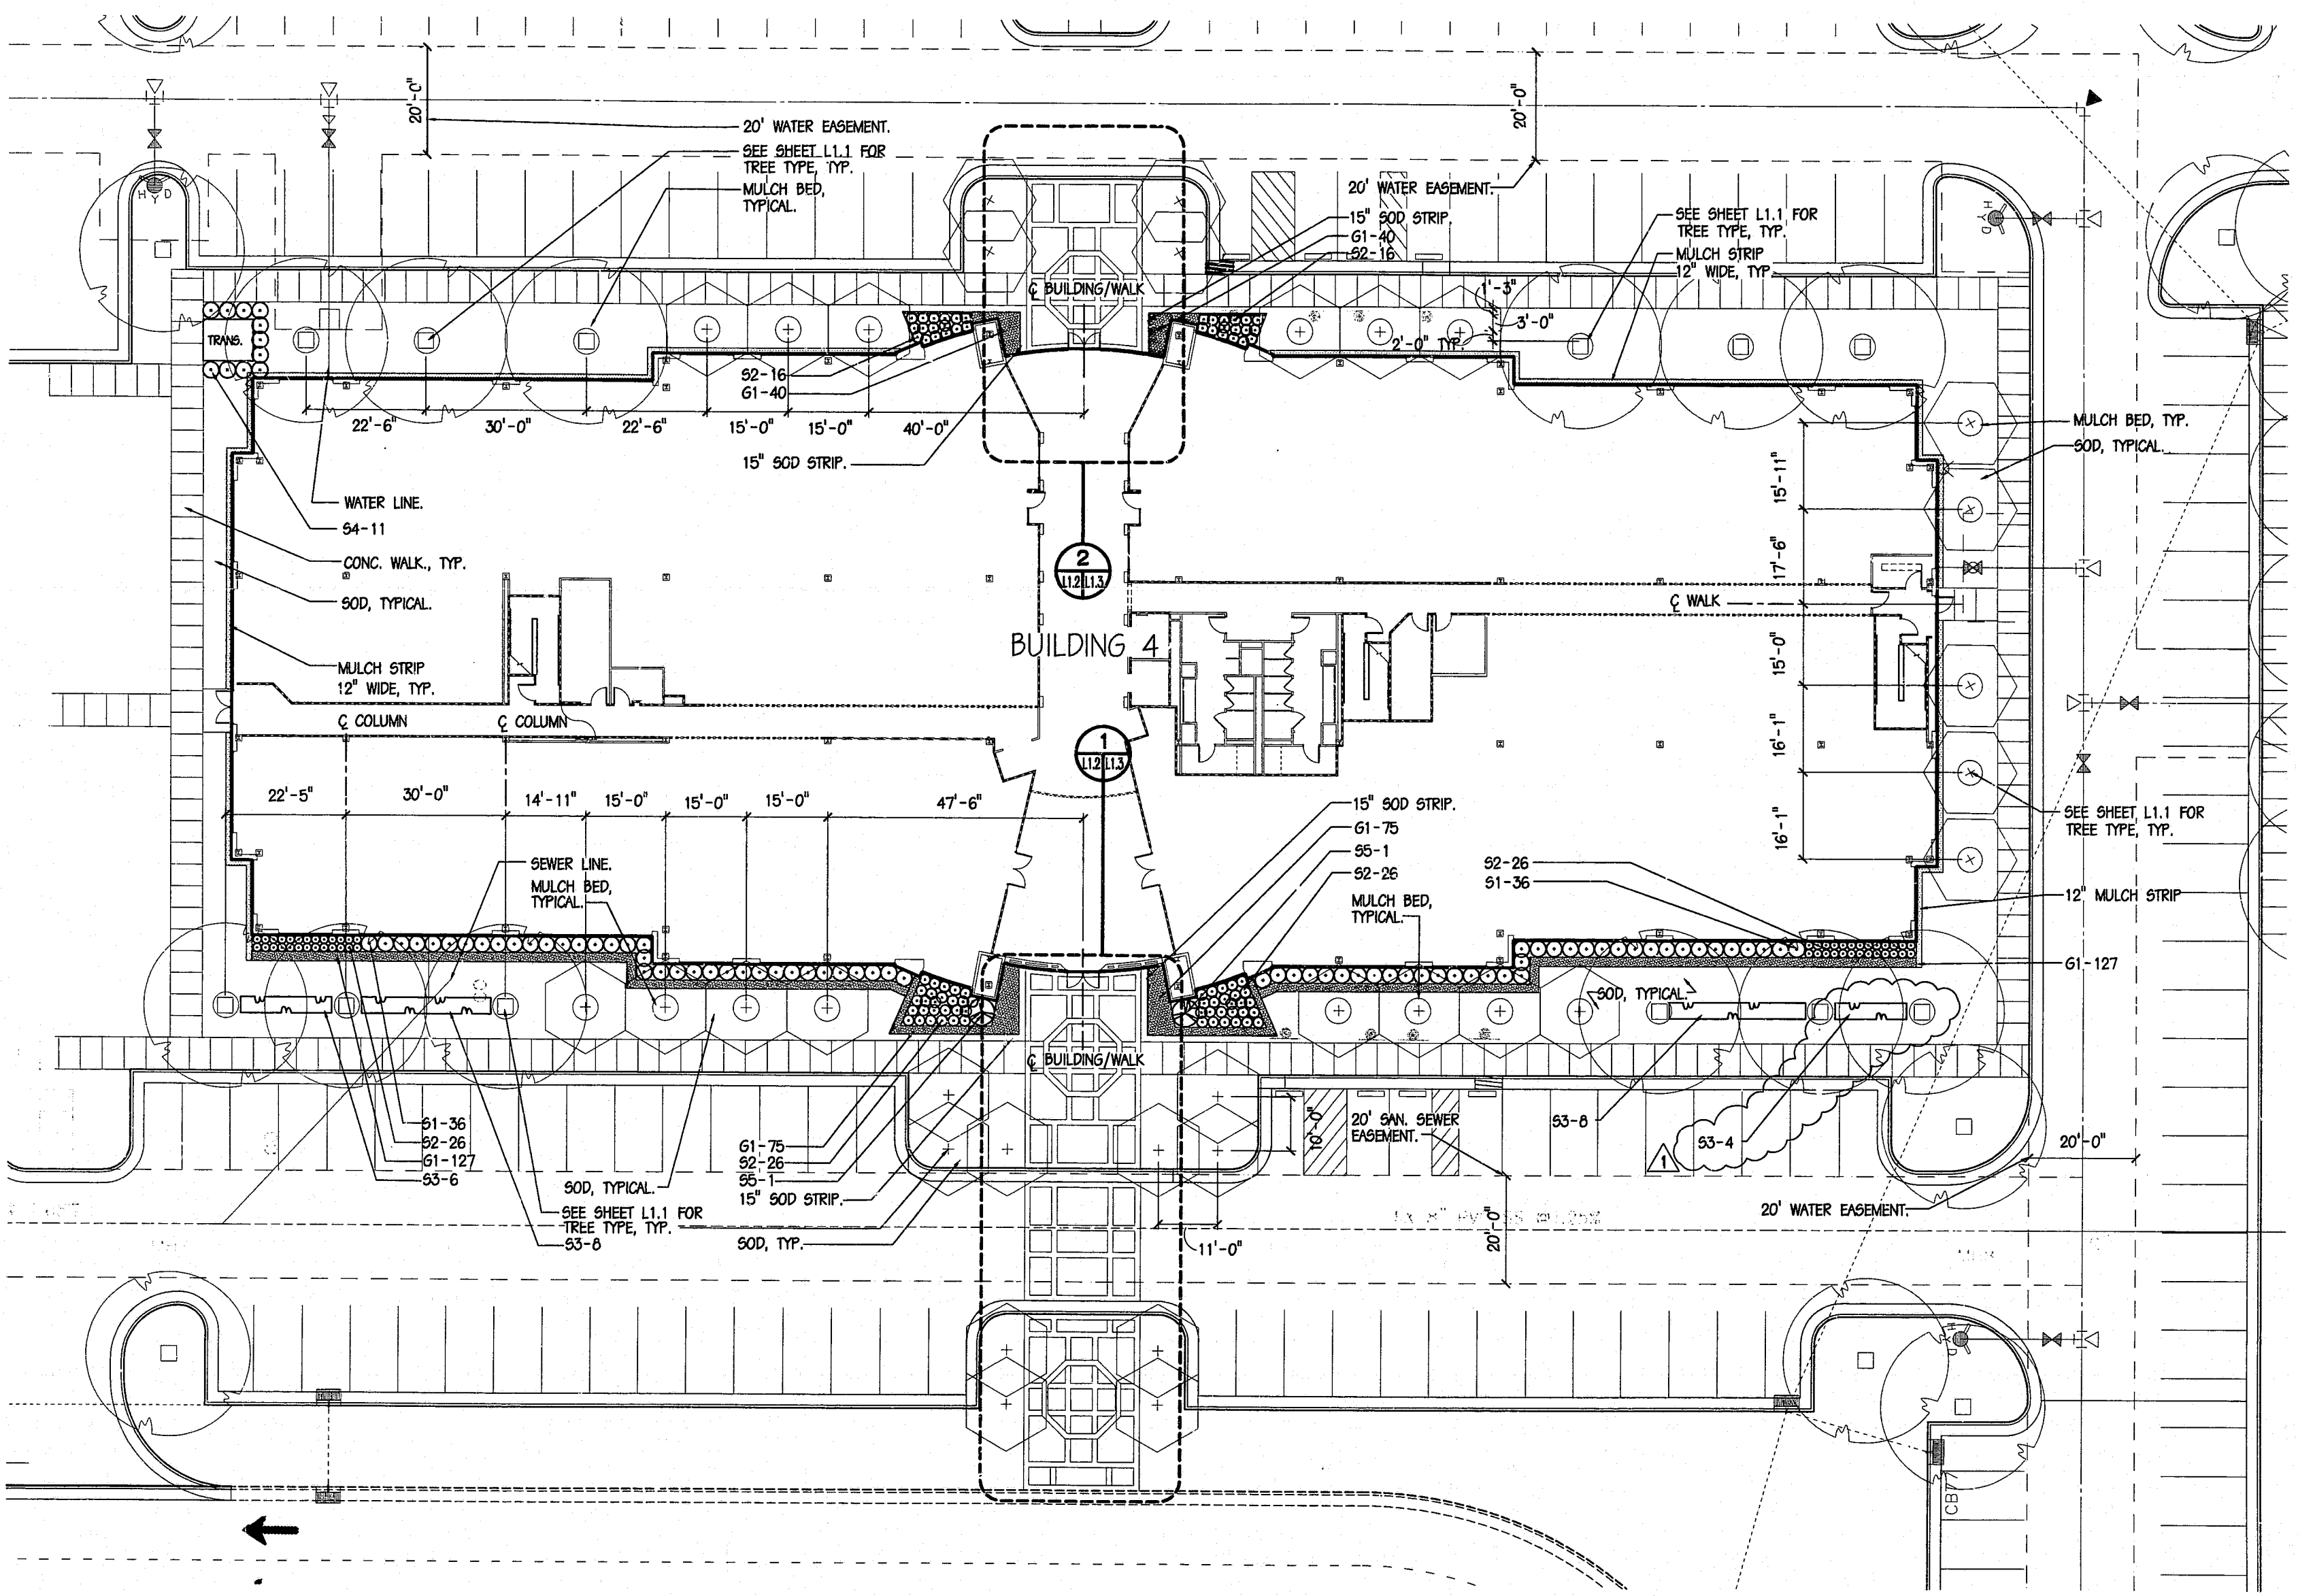 20'-0"
20'-0"
20' WATER EASEMENT.
SEE SHEET L1.1 FOR
TREE TYPE, TYP.
MULCH BED,
TYPICAL.
20' WATER EASEMENT.
15" SOD STRIP.
G1-40
S2-16
SEE SHEET L1.1 FOR
TREE TYPE, TYP.
MULCH STRIP
12" WIDE, TYP.
H
D
HYD
℄ BUILDING/WALK
1'-3"
3'-0"
2'-0" TYP.
TRANS.
S2-16
G1-40
22'-6"
30'-0"
22'-6"
15'-0"
15'-0"
40'-0"
15" SOD STRIP.
MULCH BED, TYP.
SOD, TYPICAL.
15'-11"
17'-6"
15'-0"
16'-1"
16'-1"
WATER LINE.
S4-11
CONC. WALK., TYP.
SOD, TYPICAL.
2
L1.2 L1.3
℄ WALK
BUILDING 4
MULCH STRIP
12" WIDE, TYP.
℄ COLUMN
℄ COLUMN
1
L1.2 L1.3
22'-5"
30'-0"
14'-11"
15'-0"
15'-0"
15'-0"
47'-6"
15" SOD STRIP.
G1-75
S5-1
S2-26
MULCH BED,
TYPICAL.
S2-26
S1-36
SEE SHEET L1.1 FOR
TREE TYPE, TYP.
12" MULCH STRIP
G1-127
SEWER LINE.
MULCH BED,
TYPICAL.
CO
SOD, TYPICAL.
℄ BUILDING/WALK
S1-36
S2-26
G1-127
S3-6
SOD, TYPICAL.
SEE SHEET L1.1 FOR
TREE TYPE, TYP.
S3-8
G1-75
S2-26
S5-1
15" SOD STRIP.
SOD, TYP.
10'-0"
20' SAN. SEWER
EASEMENT.
S3-8
1
S3-4
20'-0"
20' WATER EASEMENT.
11'-0"
20'-0"
HYD
CB